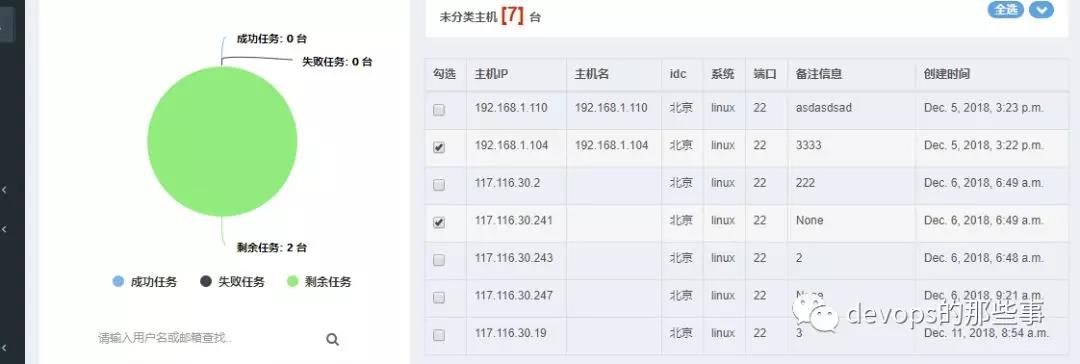 成功任务: 0 台
失败任务: 0 台
剩余任务: 2 台
成功任务 失败任务 剩余任务
请输入用户名或邮箱查找..
未分类主机 [7] 台
全选
勾选 主机IP 主机名 idc 系统 端口 备注信息 创建时间
192.168.1.110 192.168.1.110 北京 linux 22 asdasdsad Dec. 5, 2018, 3:23 p.m.
192.168.1.104 192.168.1.104 北京 linux 22 3333 Dec. 5, 2018, 3:22 p.m.
117.116.30.2 北京 linux 22 222 Dec. 6, 2018, 6:49 a.m.
117.116.30.241 北京 linux 22 None Dec. 6, 2018, 6:49 a.m.
117.116.30.243 北京 linux 22 2 Dec. 6, 2018, 6:48 a.m.
117.116.30.247 北京 linux 22 None Dec. 6, 2018, 9:21 a.m.
117.116.30.19 北京 linux 22 3 Dec. 11, 2018, 8:54 a.m.
devops的那些事